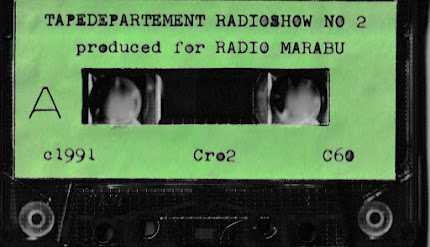 TAPEDEPARTEMENT RADIOSHOW NO 2
produced for RADIO MARABU
A
c1991 Cro2 C60